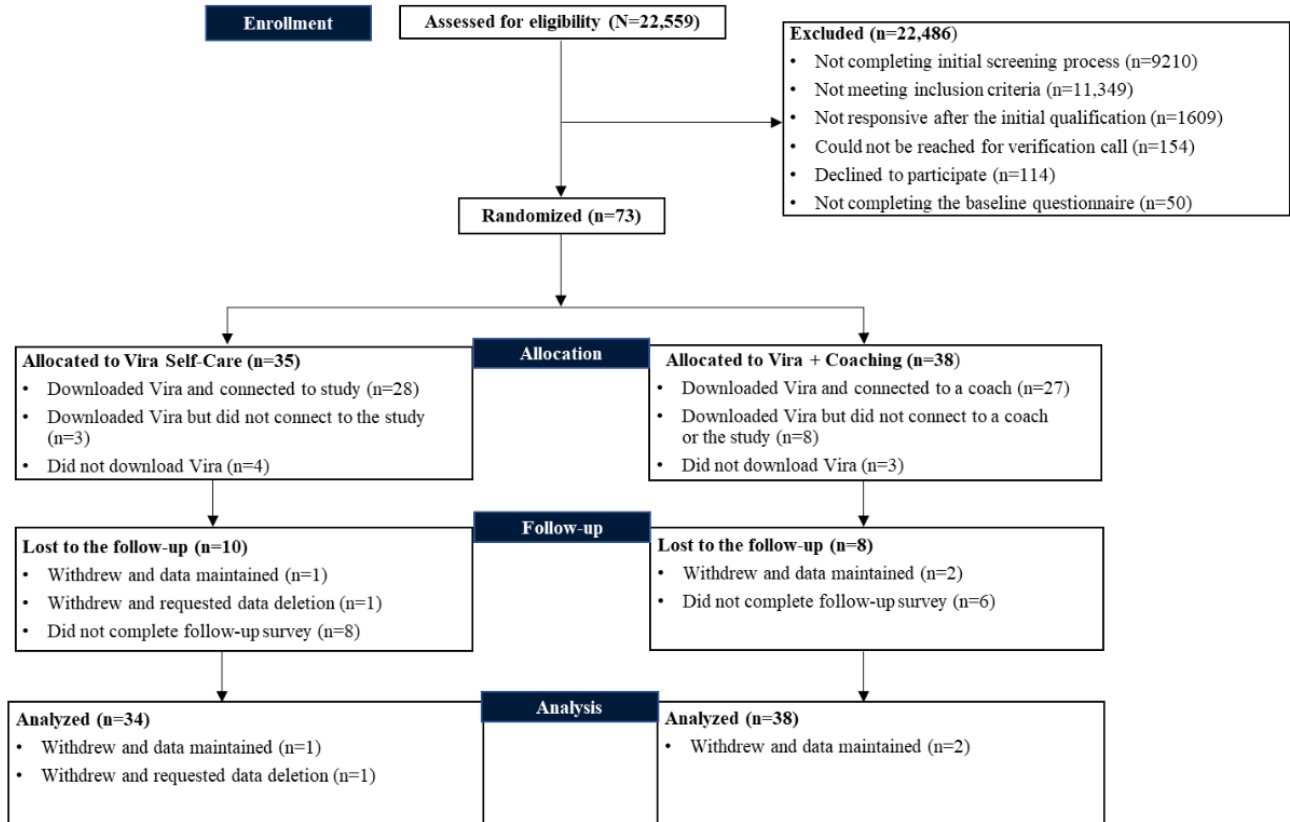 Enrollment
Assessed for eligibility (N=22,559)
Excluded (n=22,486)
• Not completing initial screening process (n=9210)
• Not meeting inclusion criteria (n=11,349)
• Not responsive after the initial qualification (n=1609)
• Could not be reached for verification call (n=154)
• Declined to participate (n=114)
• Not completing the baseline questionnaire (n=50)
Randomized (n=73)
Allocated to Vira Self-Care (n=35)
• Downloaded Vira and connected to study (n=28)
• Downloaded Vira but did not connect to the study
(n=3)
• Did not download Vira (n=4)
Allocation
Allocated to Vira + Coaching (n=38)
• Downloaded Vira and connected to a coach (n=27)
• Downloaded Vira but did not connect to a coach
or the study (n=8)
• Did not download Vira (n=3)
Follow-up
Lost to the follow-up (n=10)
• Withdrew and data maintained (n=1)
• Withdrew and requested data deletion (n=1)
• Did not complete follow-up survey (n=8)
Lost to the follow-up (n=8)
• Withdrew and data maintained (n=2)
• Did not complete follow-up survey (n=6)
Analysis
Analyzed (n=34)
• Withdrew and data maintained (n=1)
• Withdrew and requested data deletion (n=1)
Analyzed (n=38)
• Withdrew and data maintained (n=2)